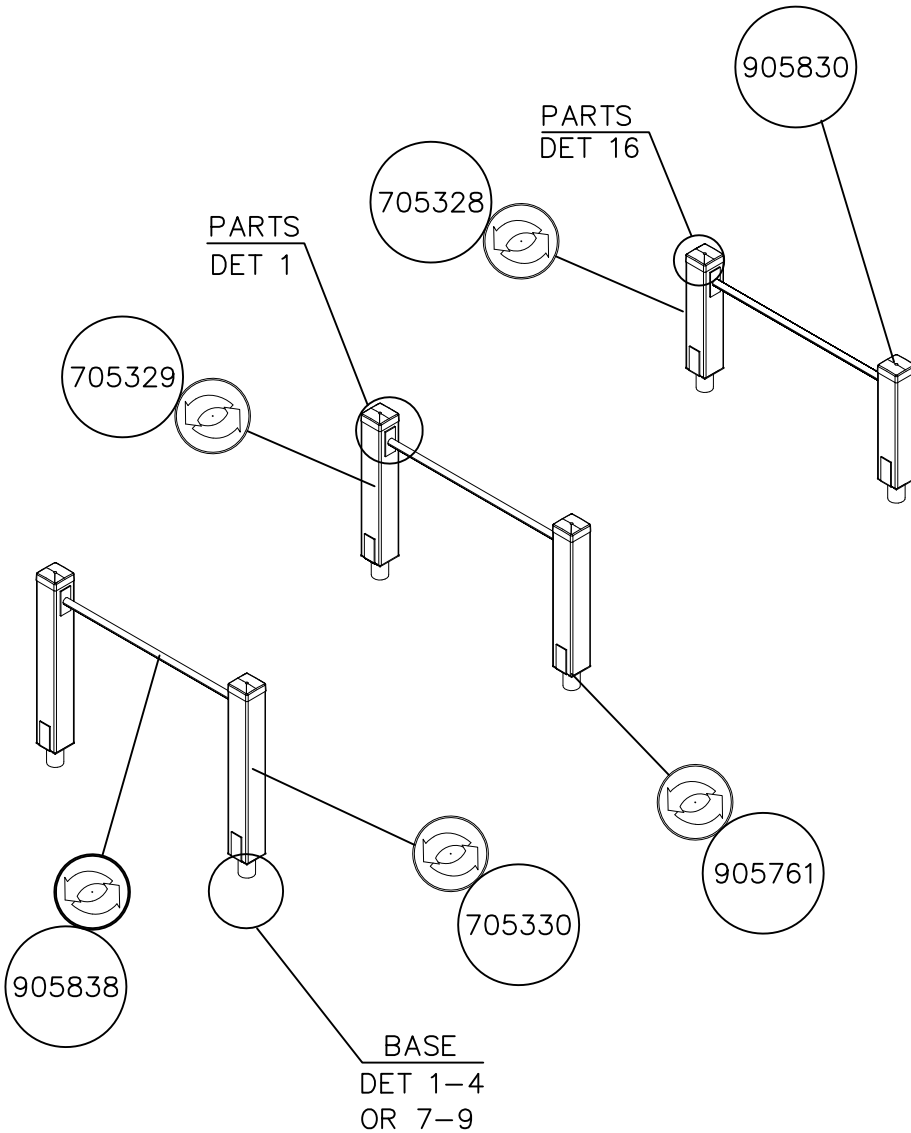 905830
PARTS
DET 16
705328
PARTS
DET 1
705329
905761
705330
905838
BASE
DET 1-4
OR 7-9